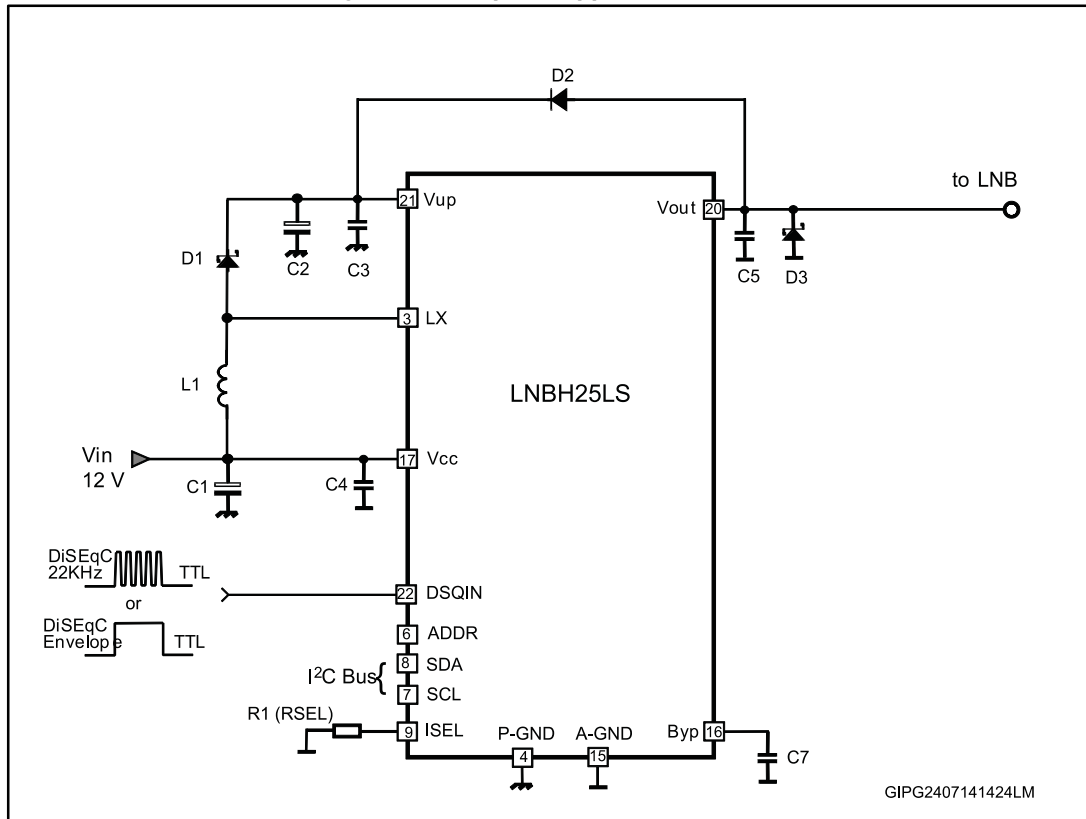 D2
to LNB
21 Vup
Vout 20
D1
C2
C3
C5
D3
3 LX
L1
LNBH25LS
Vin
12 V
17 Vcc
C1
C4
DiSEqC
22KHz
TTL
or
22 DSQIN
DiSEqC
Envelope
TTL
6 ADDR
I²C Bus{
8 SDA
7 SCL
R1 (RSEL)
9 ISEL
P-GND
A-GND
4
15
Byp 16
C7
GIPG2407141424LM